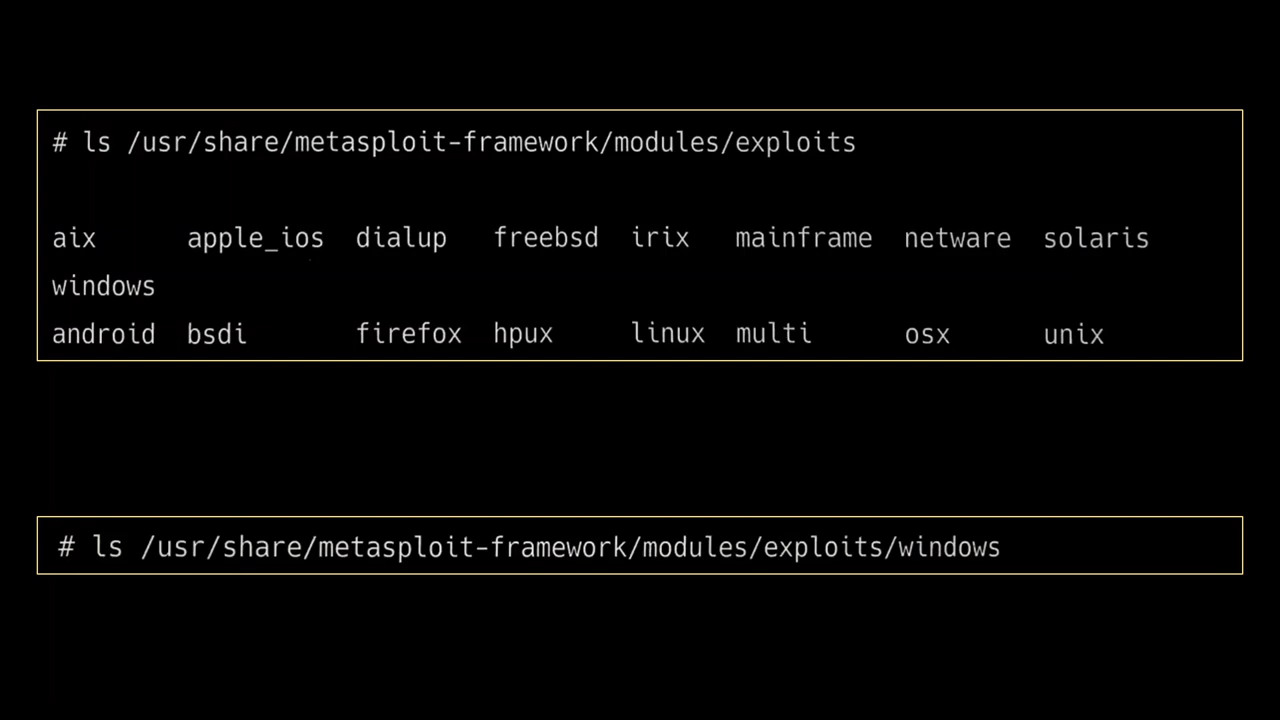 # ls /usr/share/metasploit-framework/modules/exploits
aix apple_ios dialup freebsd irix mainframe netware solaris
windows
android bsdi firefox hpux linux multi osx unix
# ls /usr/share/metasploit-framework/modules/exploits/windows